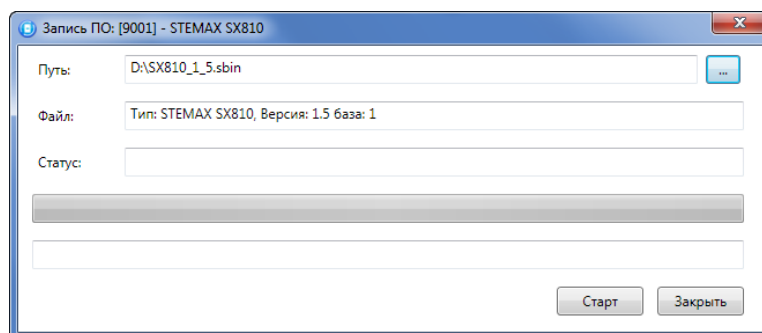 Запись ПО: [9001] - STEMAX SX810
Путь: D:\SX810_1_5.sbin ...
Файл: Тип: STEMAX SX810, Версия: 1.5 база: 1
Статус:
Старт Закрыть